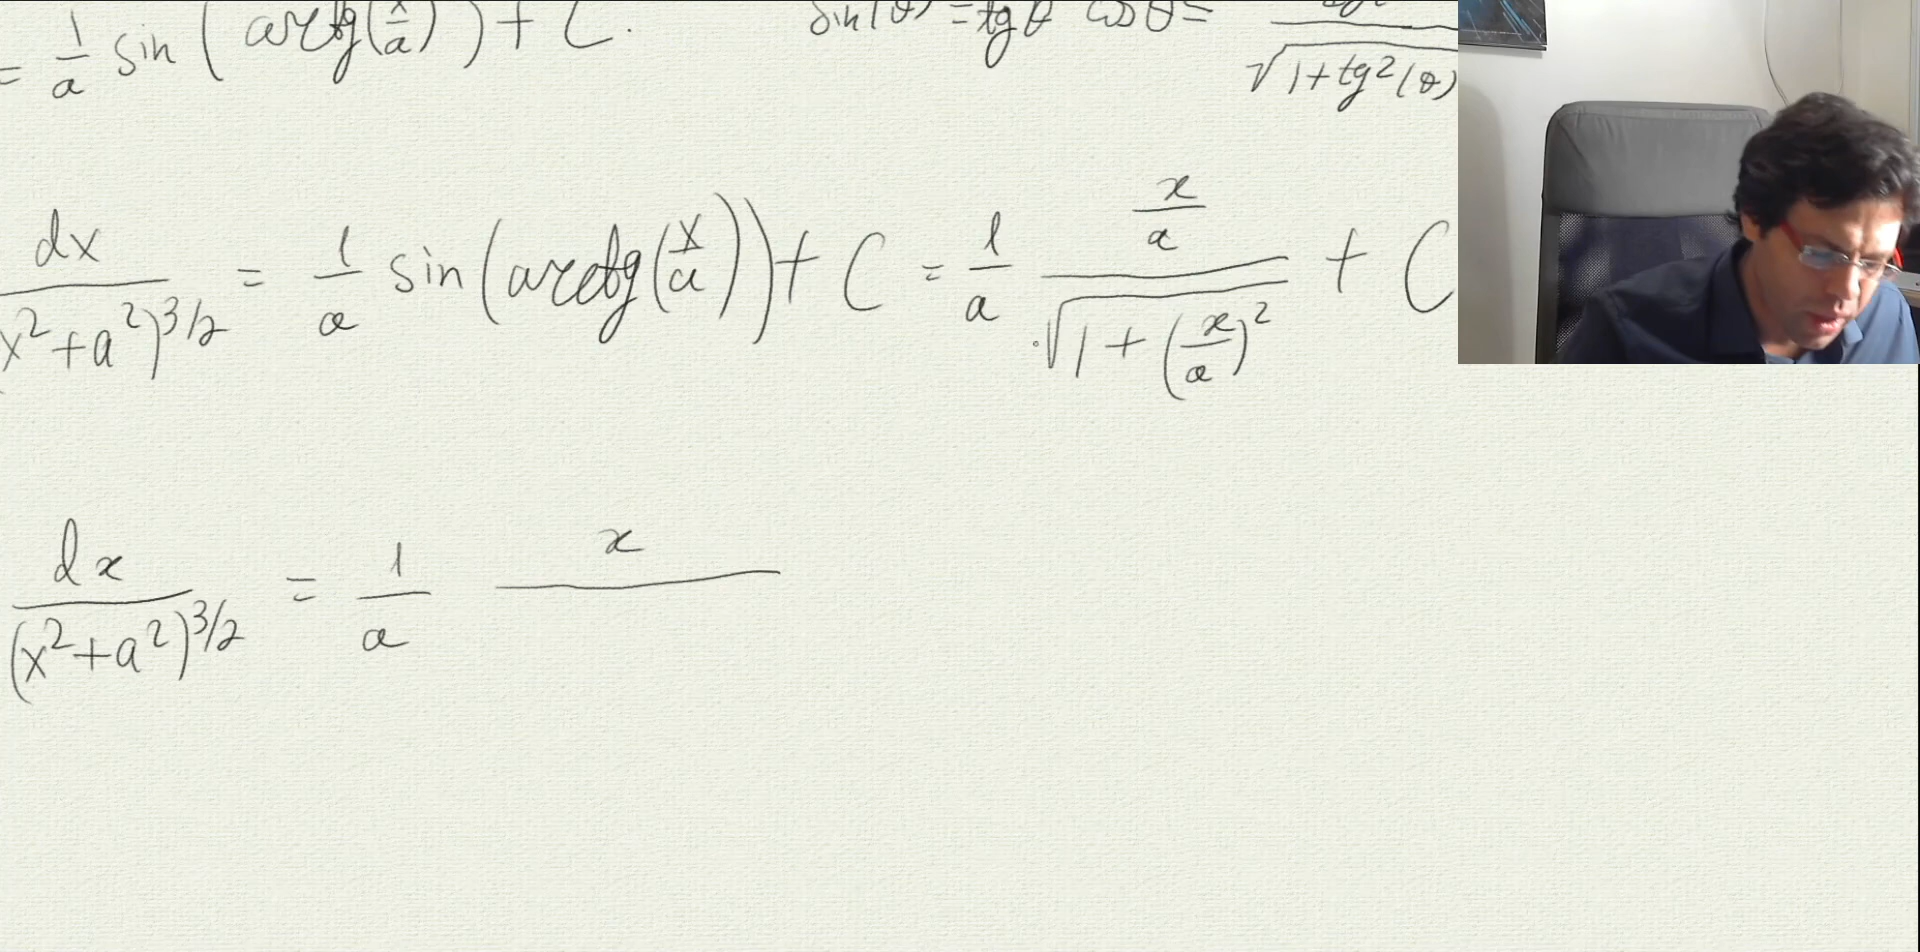 = 1/a sin(arctg(x/a)) + C. sin(θ) = tg θ cos θ = /√(1+tg²(θ))
dx/(x²+a²)^3/2 = 1/a sin(arctg(x/a)) + C = 1/a (x/a)/√(1+(x/a)²) + C
dx/(x²+a²)^3/2 = 1/a x/